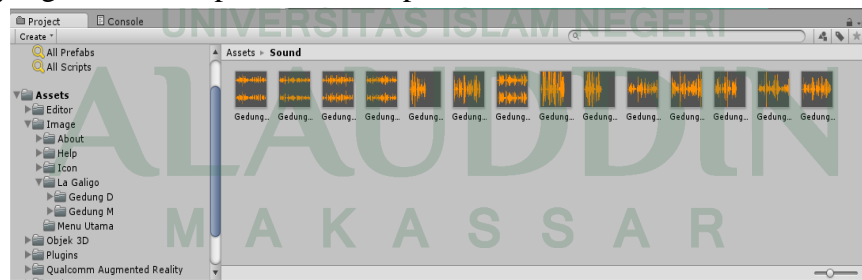 Project Console
Create
All Prefabs
All Scripts
Assets
Editor
Image
About
Help
Icon
La Galigo
Gedung D
Gedung M
Menu Utama
Objek 3D
Plugins
Qualcomm Augmented Reality
Assets Sound
Gedung... Gedung... Gedung... Gedung... Gedung... Gedung... Gedung... Gedung... Gedung... Gedung... Gedung... Gedung... Gedung... Gedung...
UNIVERSITAS ISLAM NEGERI
ALAUDDIN
MAKASSAR